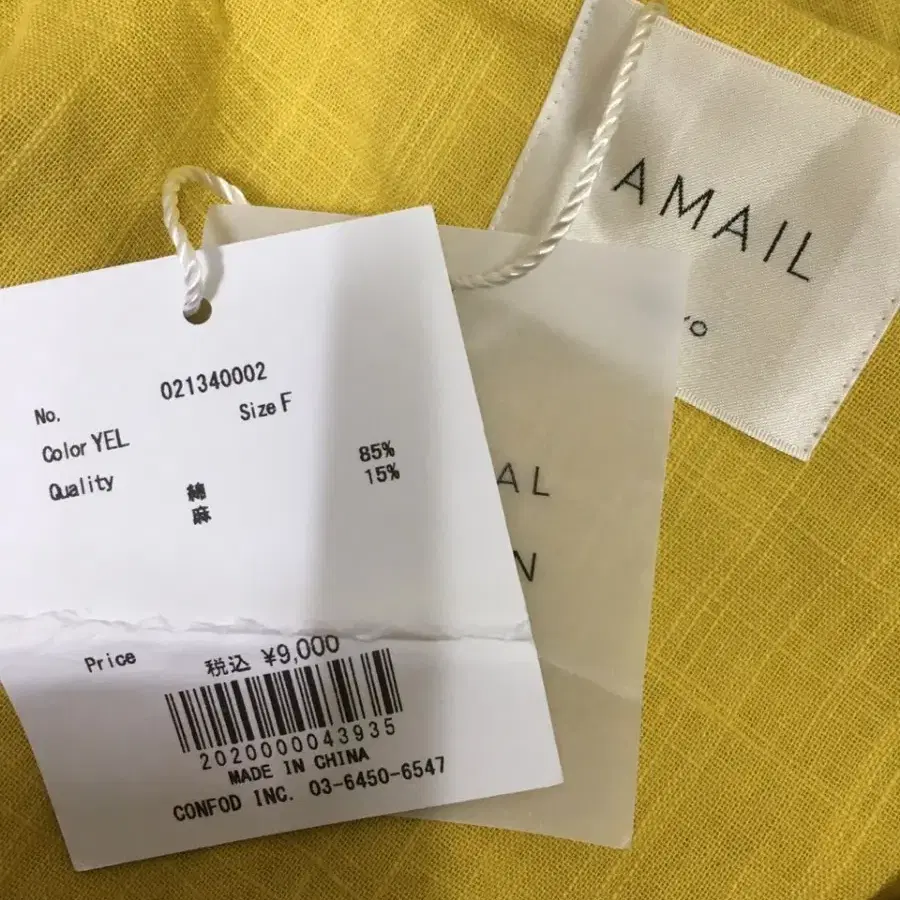 AMAIL
No. 021340002
Color YEL Size F
Quality 綿 85%
麻 15%
Price 税込 ¥9,000
2020000043935
MADE IN CHINA
CONFOD INC. 03-6450-6547